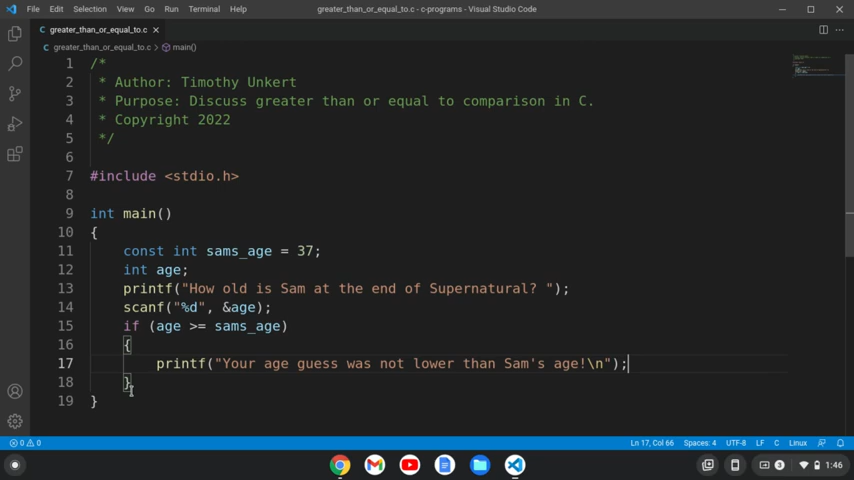 File Edit Selection View Go Run Terminal Help greater_than_or_equal_to.c - c-programs - Visual Studio Code
C greater_than_or_equal_to.c
C greater_than_or_equal_to.c > main()
1 /*
2 * Author: Timothy Unkert
3 * Purpose: Discuss greater than or equal to comparison in C.
4 * Copyright 2022
5 */
6
7 #include <stdio.h>
8
9 int main()
10 {
11 const int sams_age = 37;
12 int age;
13 printf("How old is Sam at the end of Supernatural? ");
14 scanf("%d", &age);
15 if (age >= sams_age)
16 {
17 printf("Your age guess was not lower than Sam's age!\n");
18 }
19 }
0 0 Ln 17, Col 66 Spaces: 4 UTF-8 LF C Linux
3 1:46